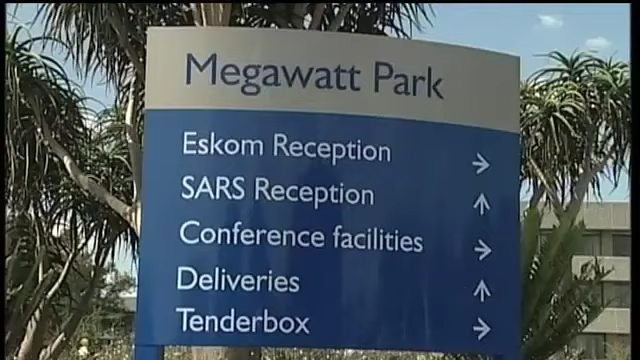 Megawatt Park
Eskom Reception →
SARS Reception ↑
Conference facilities →
Deliveries ↑
Tenderbox →